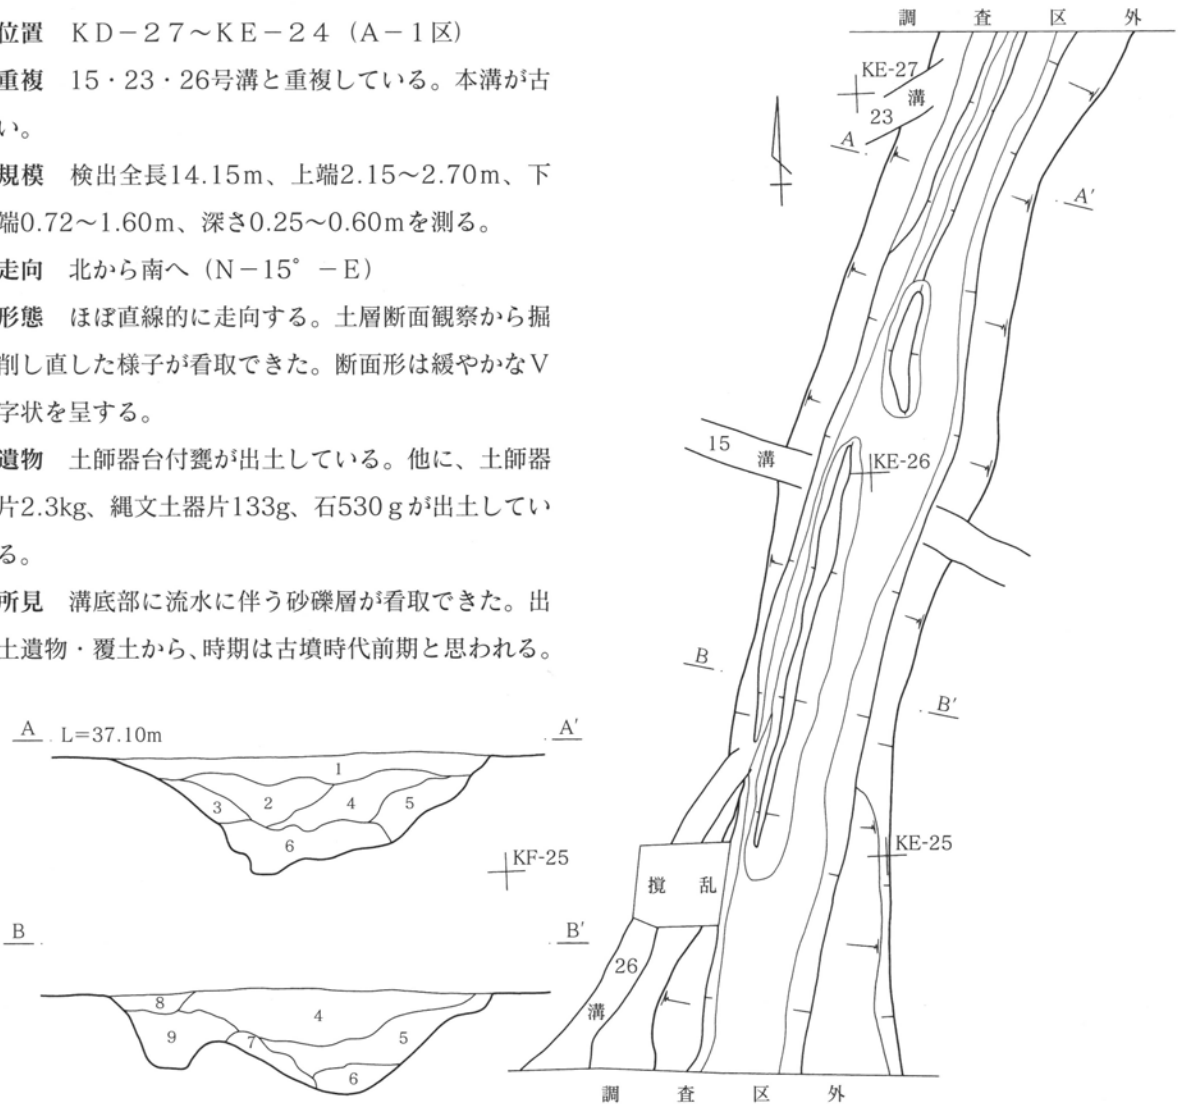 位置　ＫＤ－27～ＫＥ－24（Ａ－１区）
重複　15・23・26号溝と重複している。本溝が古
い。
規模　検出全長14.15ｍ、上端2.15～2.70ｍ、下
端0.72～1.60ｍ、深さ0.25～0.60ｍを測る。
走向　北から南へ（Ｎ－15°－Ｅ）
形態　ほぼ直線的に走向する。土層断面観察から掘
削し直した様子が看取できた。断面形は緩やかなＶ
字状を呈する。
遺物　土師器台付甕が出土している。他に、土師器
片2.3kg、縄文土器片133g、石530ｇが出土してい
る。
所見　溝底部に流水に伴う砂礫層が看取できた。出
土遺物・覆土から、時期は古墳時代前期と思われる。
A　L=37.10m　A′
1
2
3
4
5
6
B　B′
8
4
9
7
5
6
調　査　区　外
KE-27
23　溝
A　A′
15　溝
KE-26
B　B′
KF-25
KE-25
撹　乱
26　溝
調　査　区　外